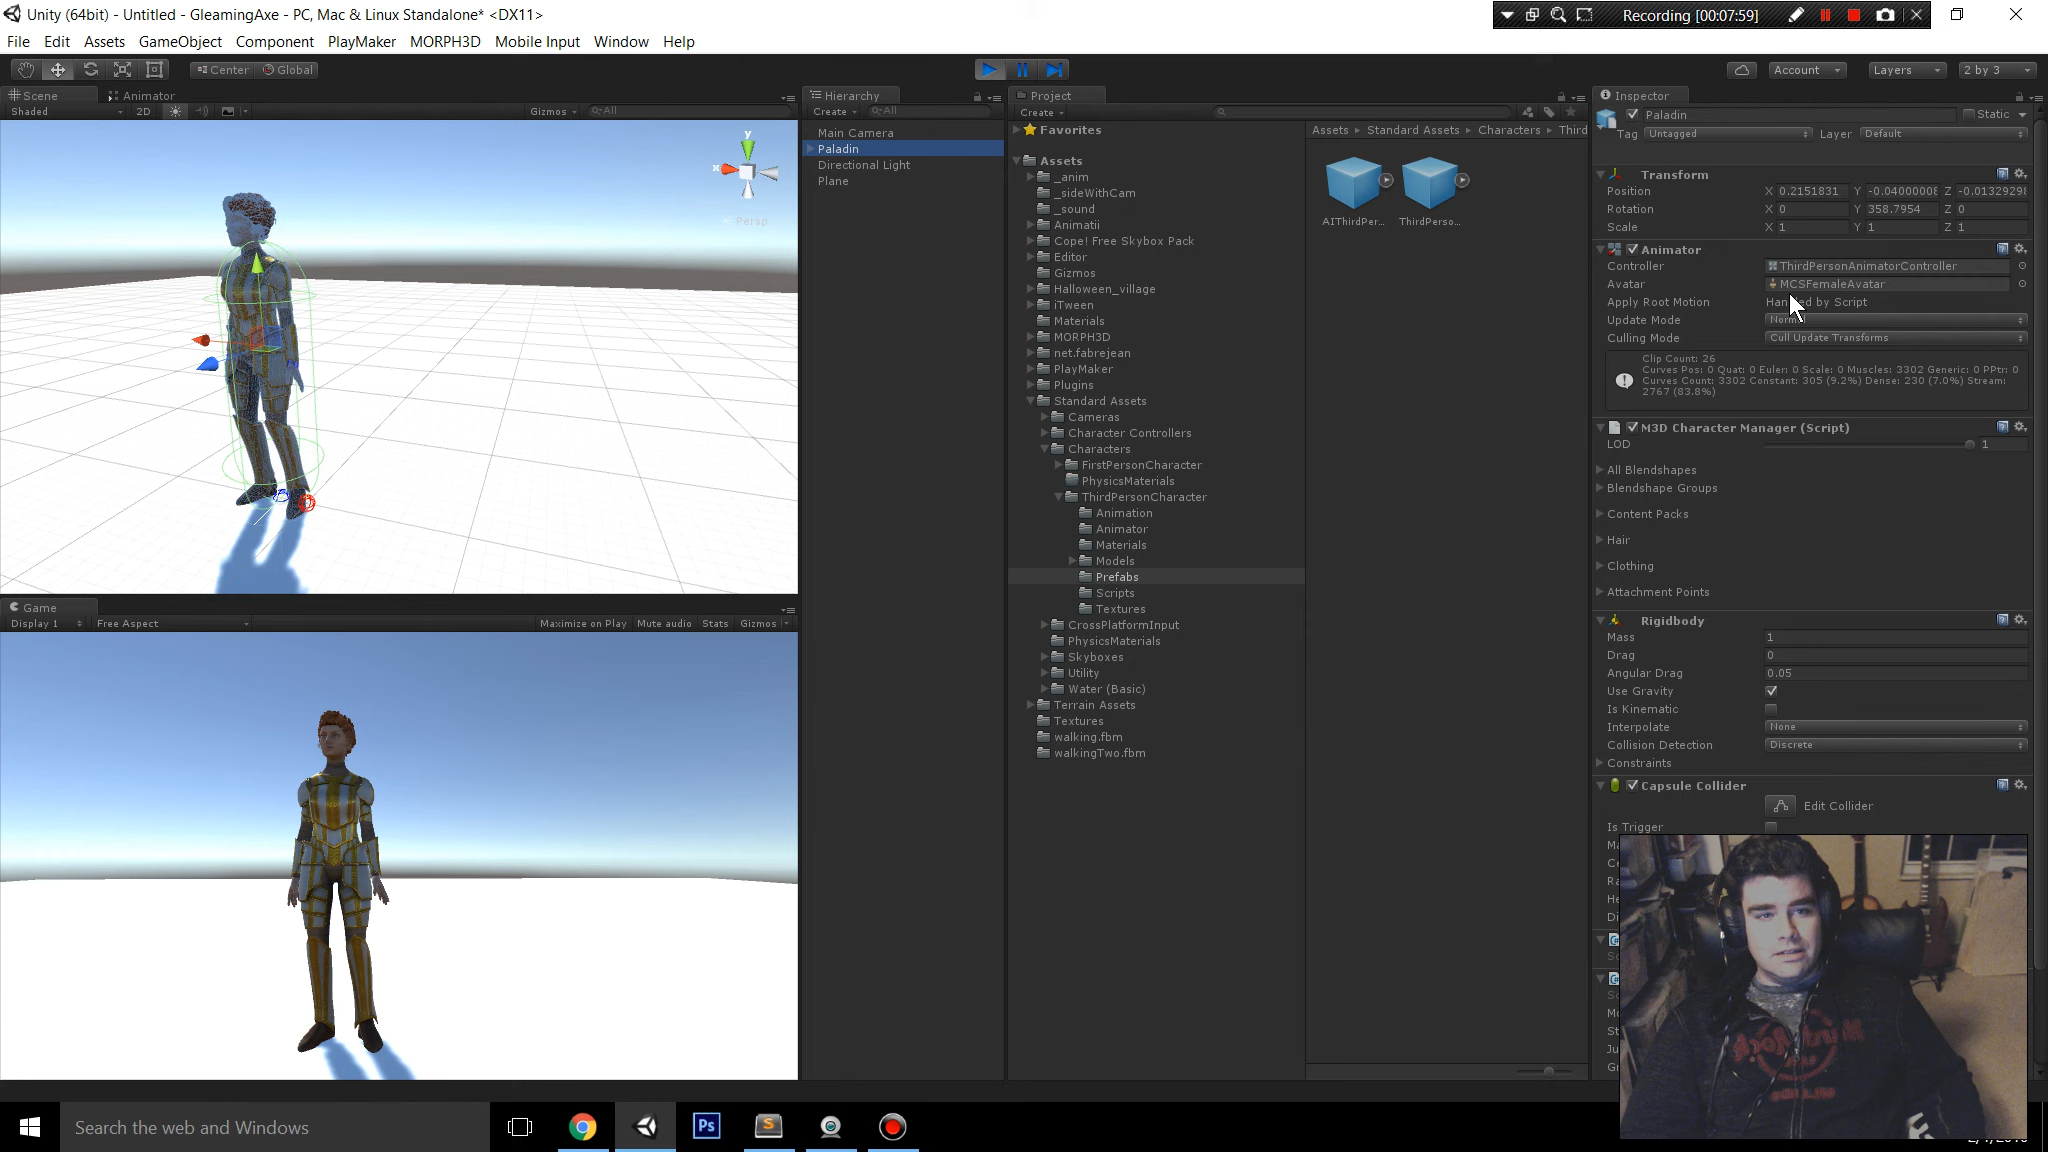 Unity (64bit) - Untitled - GleamingAxe - PC, Mac & Linux Standalone* <DX11>
Recording [00:07:59]
File Edit Assets GameObject Component PlayMaker MORPH3D Mobile Input Window Help
Center Global
Account Layers 2 by 3
Scene Animator
Shaded 2D Gizmos All
y
x
Persp
Game
Display 1 Free Aspect Maximize on Play Mute audio Stats Gizmos
Hierarchy
Create All
Main Camera
Paladin
Directional Light
Plane
Project
Create
Favorites
Assets
_anim
_sideWithCam
_sound
Animatii
Cope! Free Skybox Pack
Editor
Gizmos
Halloween_village
iTween
Materials
MORPH3D
net.fabrejean
PlayMaker
Plugins
Standard Assets
Cameras
Character Controllers
Characters
FirstPersonCharacter
PhysicsMaterials
ThirdPersonCharacter
Animation
Animator
Materials
Models
Prefabs
Scripts
Textures
CrossPlatformInput
PhysicsMaterials
Skyboxes
Utility
Water (Basic)
Terrain Assets
Textures
walking.fbm
walkingTwo.fbm
Assets Standard Assets Characters Third
AIThirdPer... ThirdPerso...
Inspector
Paladin Static
Tag Untagged Layer Default
Transform
Position X 0.2151831 Y -0.04000008 Z -0.01329298
Rotation X 0 Y 358.7954 Z 0
Scale X 1 Y 1 Z 1
Animator
Controller ThirdPersonAnimatorController
Avatar MCSFemaleAvatar
Apply Root Motion by Script
Update Mode
Culling Mode Cull Update Transforms
Clip Count: 26
Curves Pos: 0 Quat: 0 Euler: 0 Scale: 0 Muscles: 3302 Generic: 0 PPtr: 0
Curves Count: 3302 Constant: 305 (9.2%) Dense: 230 (7.0%) Stream:
2767 (83.8%)
M3D Character Manager (Script)
LOD 1
All Blendshapes
Blendshape Groups
Content Packs
Hair
Clothing
Attachment Points
Rigidbody
Mass 1
Drag 0
Angular Drag 0.05
Use Gravity
Is Kinematic
Interpolate None
Collision Detection Discrete
Constraints
Capsule Collider
Edit Collider
Is Trigger
Search the web and Windows
Ps